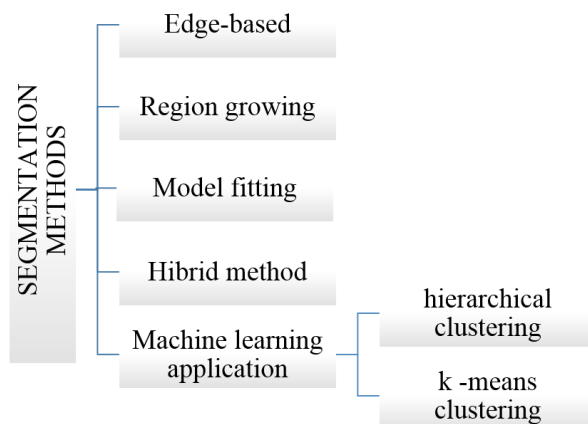 SEGMENTATION
METHODS
Edge-based
Region growing
Model fitting
Hibrid method
Machine learning
application
hierarchical
clustering
k -means
clustering